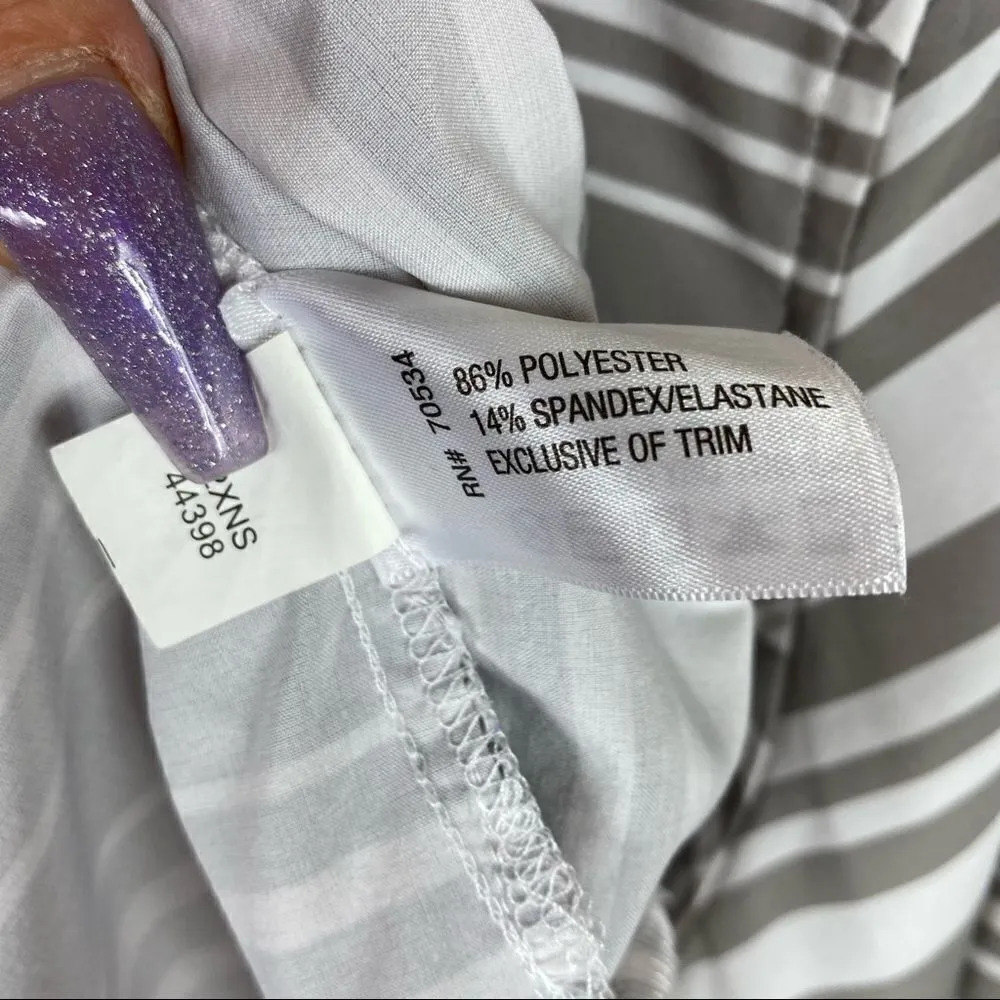 86% POLYESTER
14% SPANDEX/ELASTANE
EXCLUSIVE OF TRIM
RN# 70534
44398